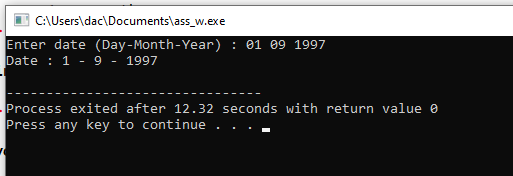 C:\Users\dac\Documents\ass_w.exe
Enter date (Day-Month-Year) : 01 09 1997
Date : 1 - 9 - 1997
--------------------------------
Process exited after 12.32 seconds with return value 0
Press any key to continue . . .